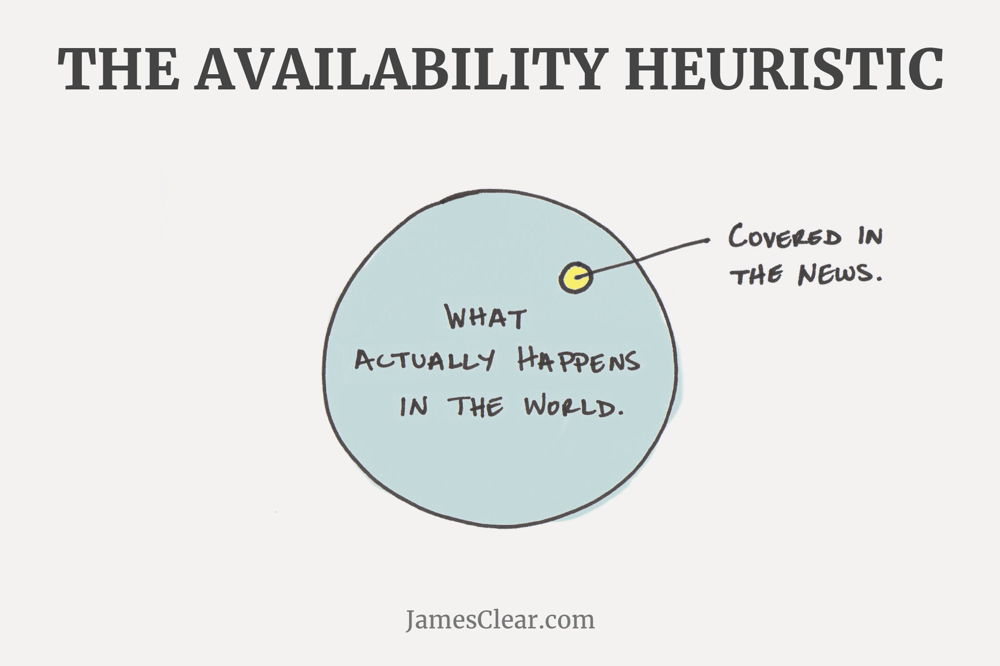 THE AVAILABILITY HEURISTIC
COVERED IN
THE NEWS.
WHAT
ACTUALLY HAPPENS
IN THE WORLD.
JamesClear.com